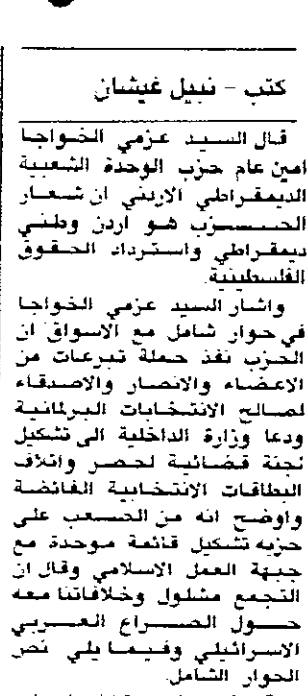 كتب - نبيل غيشان
قال السيد عزمي الخواجا
امين عام حزب الوحدة الشعبية
الديمقراطي الاردني ان شعار
الحزب هو اردن وطني
ديمقراطي واسترداد الحقوق
الفلسطينية.
واشار السيد عزمي الخواجا
في حوار شامل مع الاسواق ان
الحزب نفذ حملة تبرعات من
الاعضاء والانصار والاصدقاء
لصالح الانتخابات البرلمانية
ودعا وزارة الداخلية الى تشكيل
لجنة قضائية لحصر واتلاف
البطاقات الانتخابية الفائضة
وأوضح انه من الصعب على
حزبه تشكيل قائمة موحدة مع
جبهة العمل الاسلامي وقال ان
التجمع مشلول وخلافاتنا معه
حول الصراع العربي
الاسرائيلي وفيما يلي نص
الحوار الشامل.